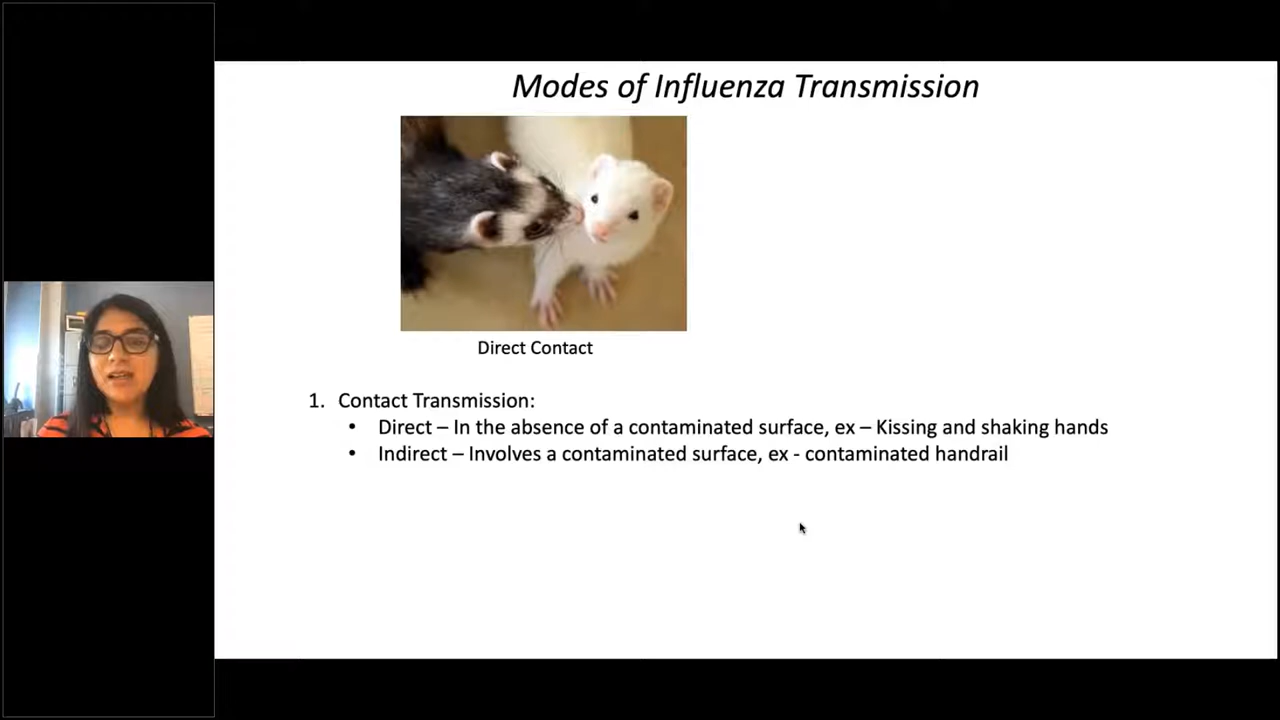 Modes of Influenza Transmission
Direct Contact
1. Contact Transmission:
• Direct – In the absence of a contaminated surface, ex – Kissing and shaking hands
• Indirect – Involves a contaminated surface, ex - contaminated handrail